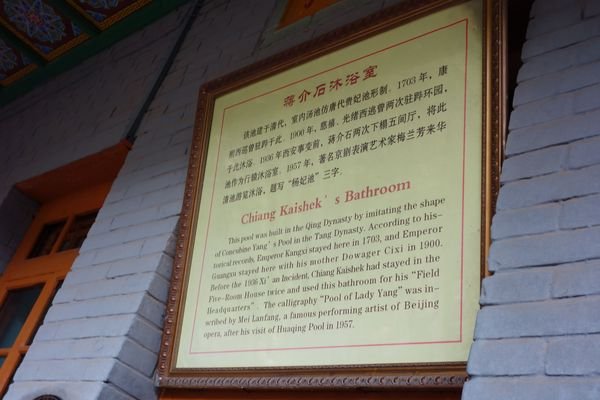 蒋介石沐浴室
该池建于清代，室内汤池仿唐代贵妃池形制。1703年，康
熙西巡曾驻跸于此。1900年，慈禧、光绪西逃曾两次驻跸环园，
于此沐浴。1936年西安事变前，蒋介石两次下榻五间厅，将此
池作为行辕沐浴室。1957年，著名京剧表演艺术家梅兰芳来华
清池游览沐浴，题写“杨妃池”三字。
Chiang Kaishek's Bathroom
This pool was built in the Qing Dynasty by imitating the shape
of Concubine Yang's Pool in the Tang Dynasty. According to his-
torical records, Emperor Kangxi stayed here in 1703, and Emperor
Guangxu stayed here with his mother Dowager Cixi in 1900.
Before the 1936 Xi'an Incident, Chiang Kaishek had stayed in the
Five-Room House twice and used this bathroom for his "Field
Headquarters". The calligraphy "Pool of Lady Yang" was in-
scribed by Mei Lanfang, a famous performing artist of Beijing
opera, after his visit of Huaqing Pool in 1957.